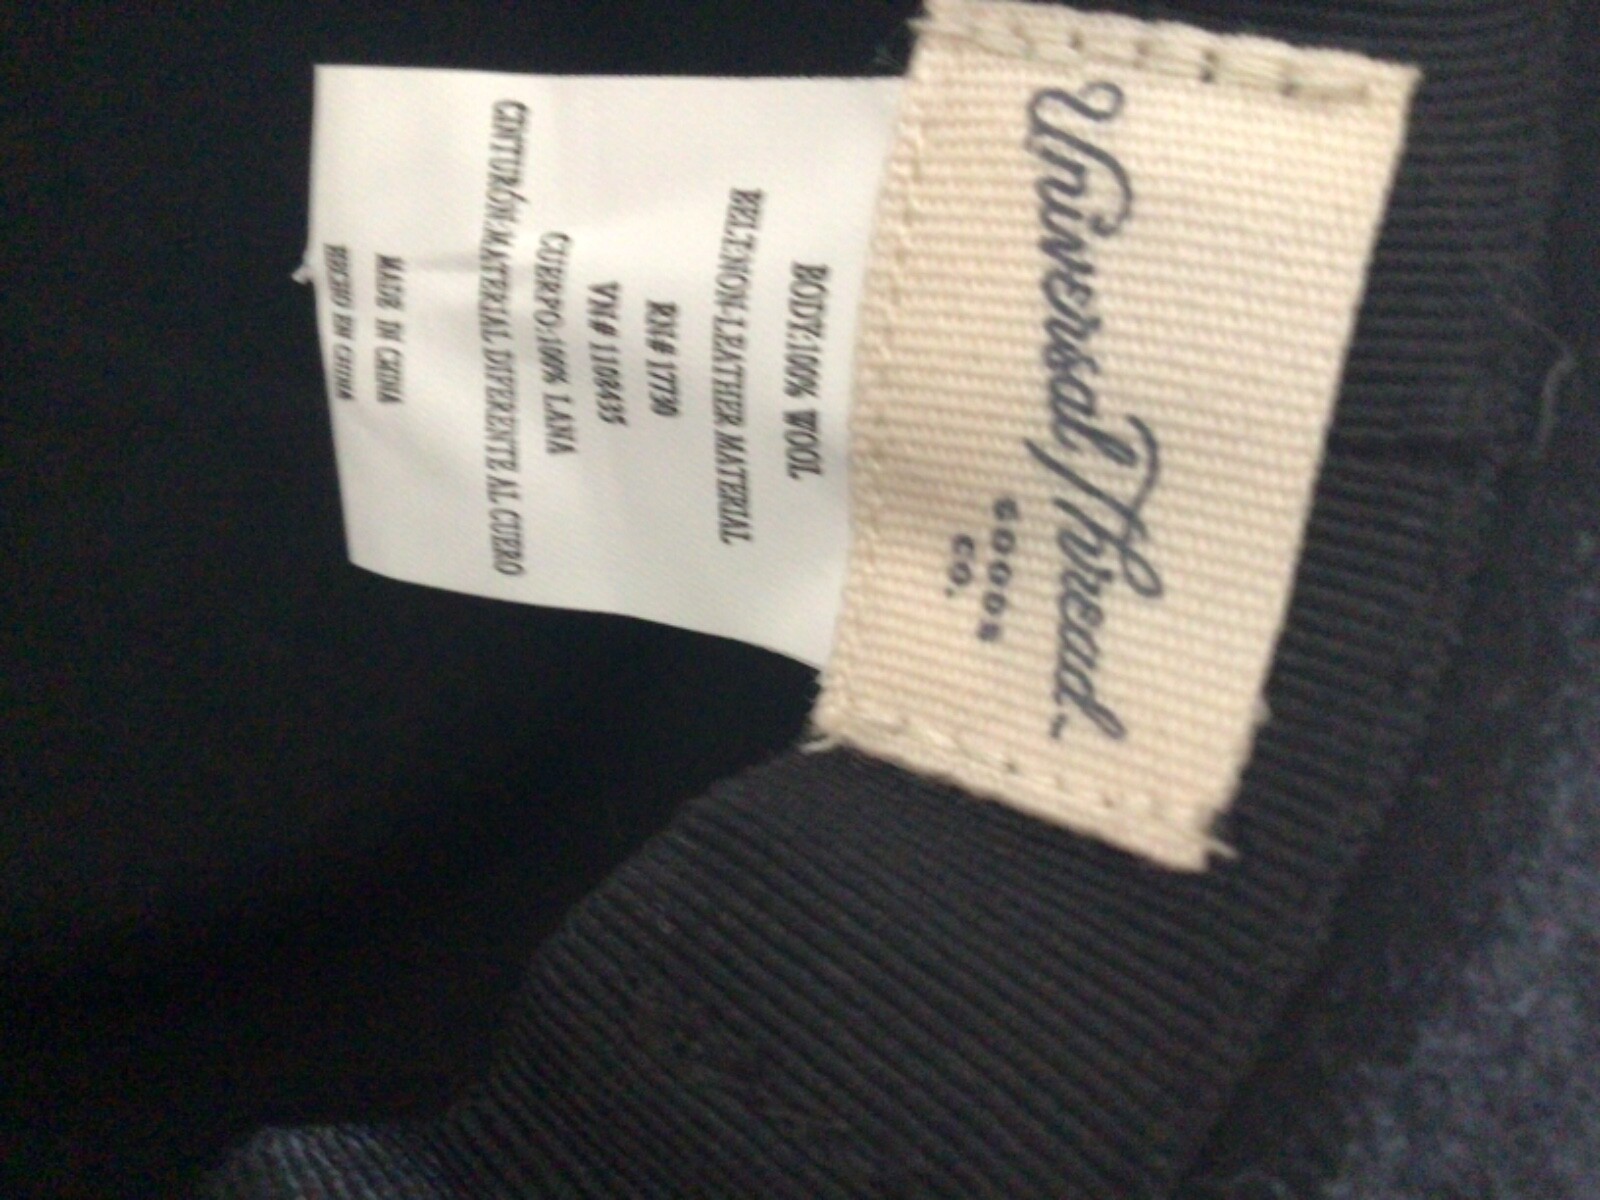 Universal Thread
GOODS
CO.
BODY:100% WOOL
BELT:NON-LEATHER MATERIAL
RN# 17730
VN# 1108435
CUERPO:100% LANA
CINTURÓN:MATERIAL DIFERENTE AL CUERO
MADE IN CHINA
HECHO EN CHINA